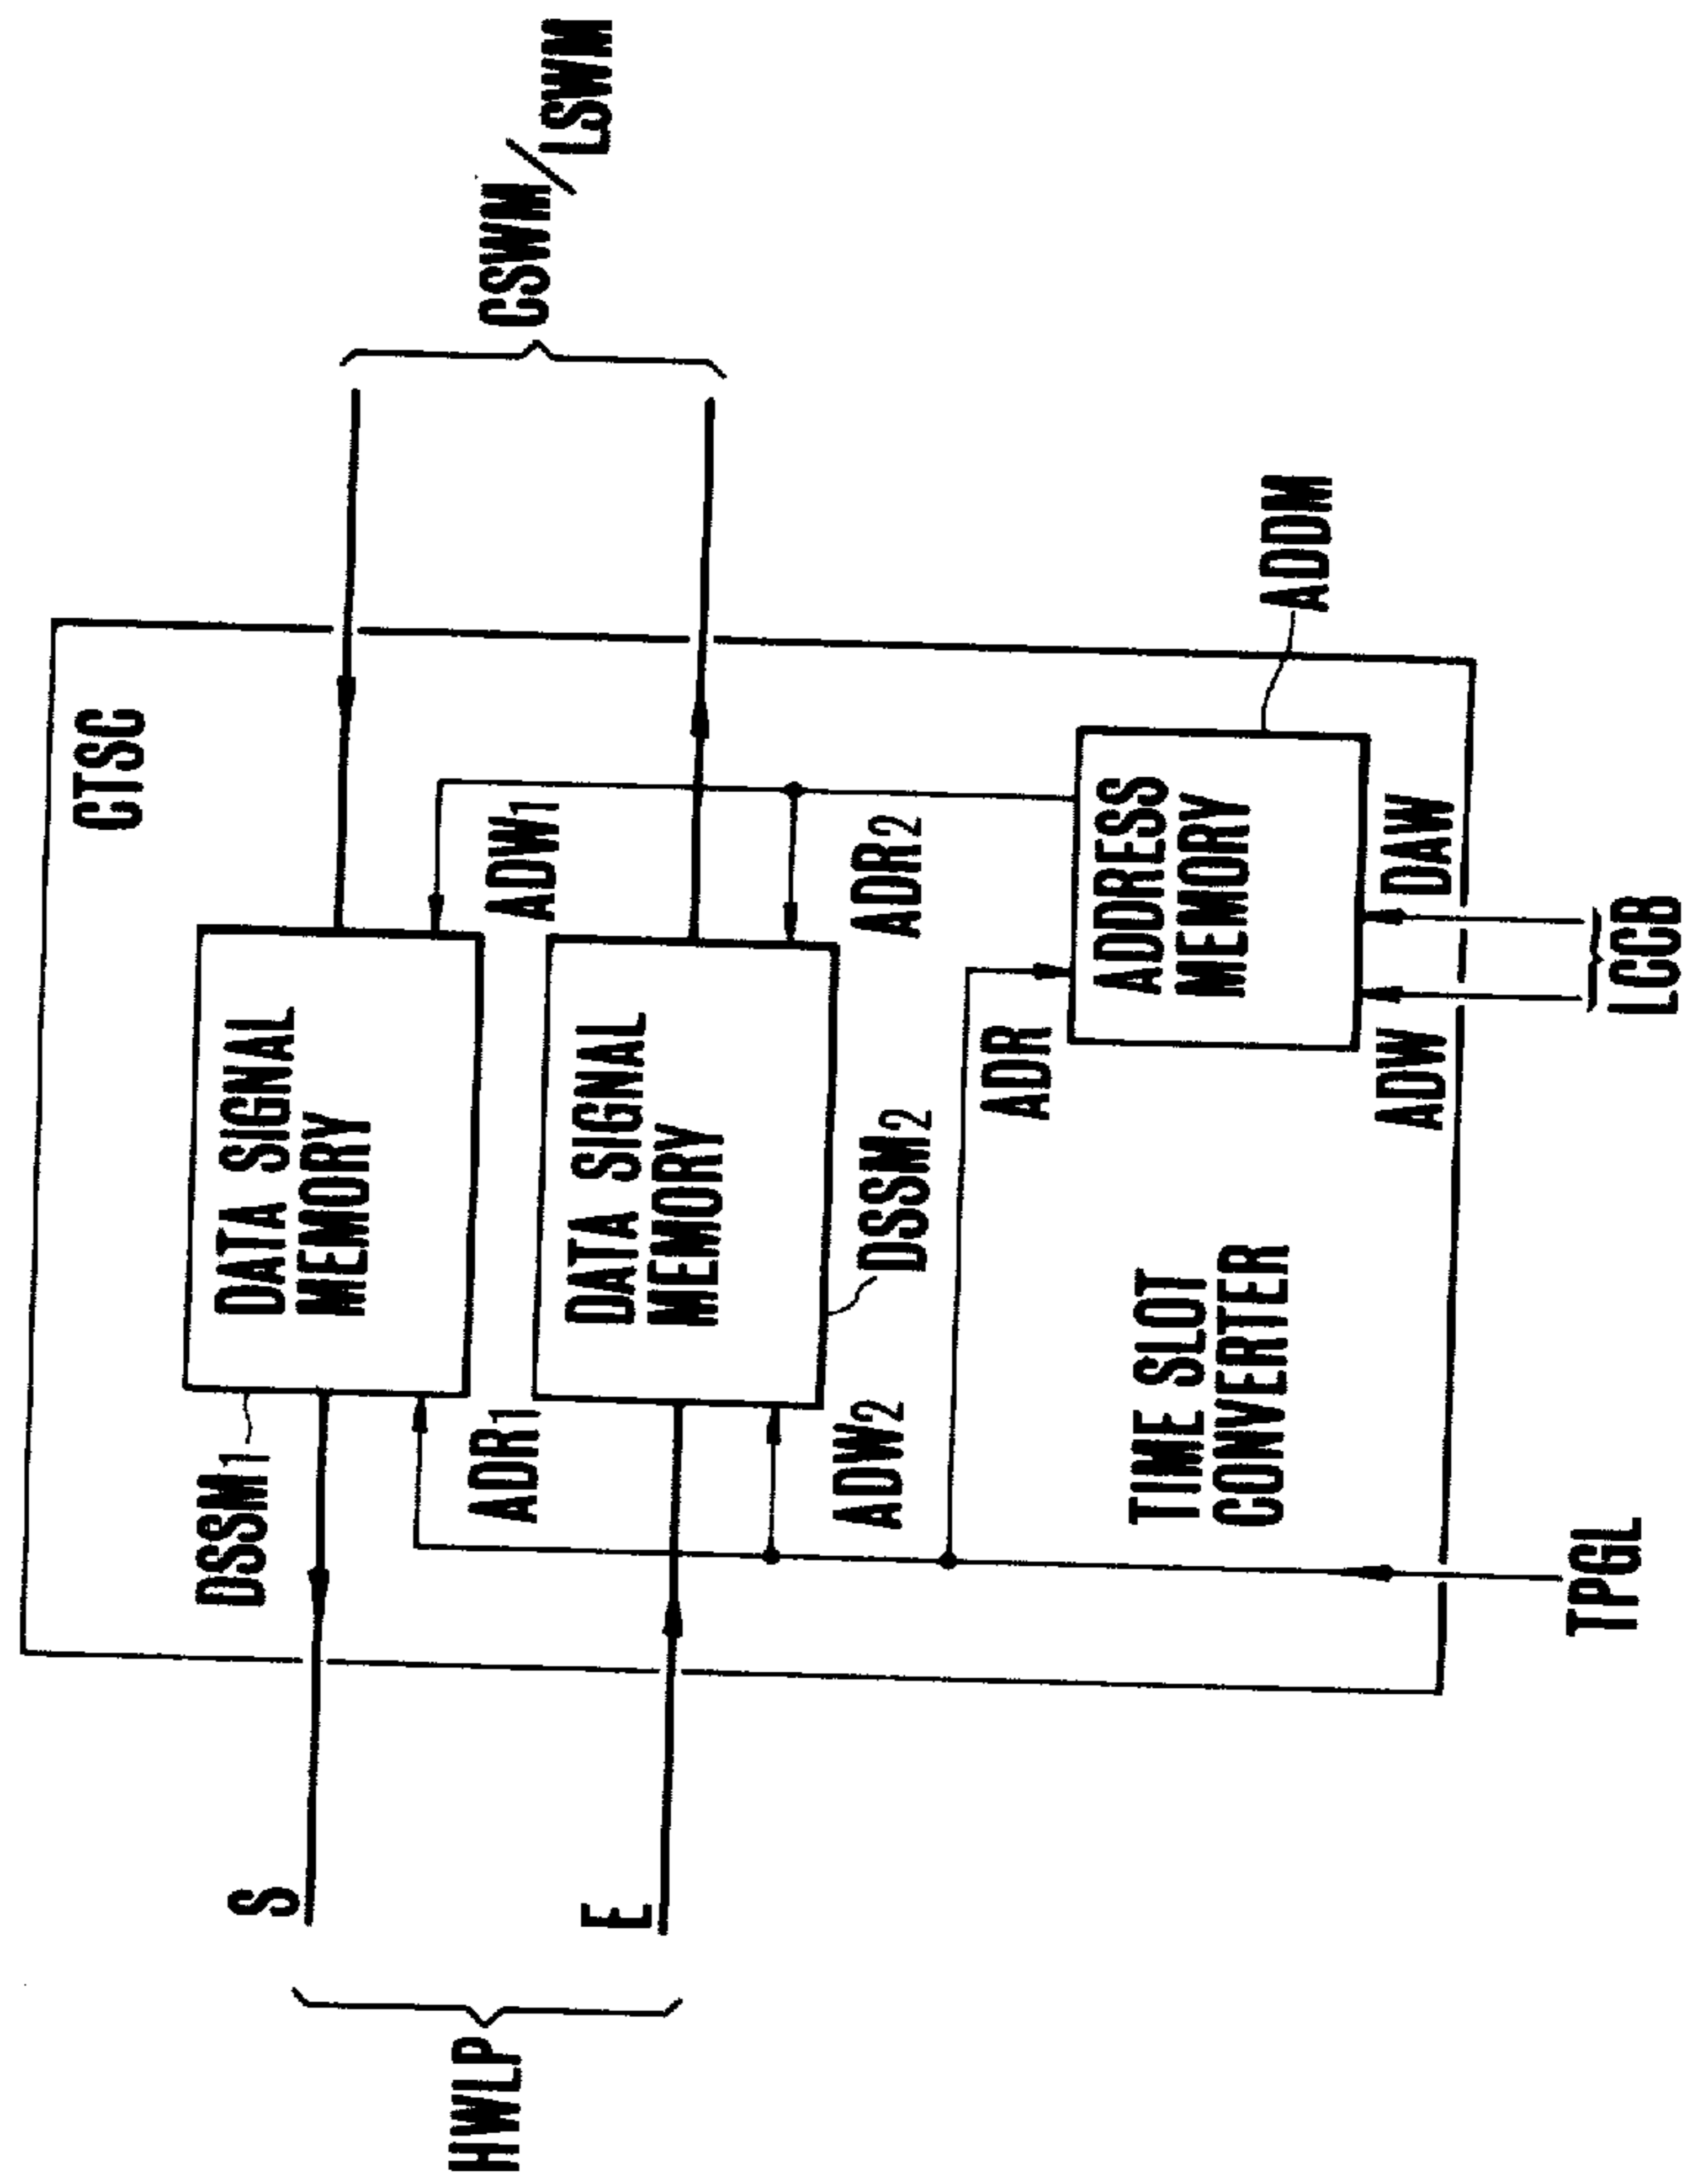 CTSC
DSSM1
DATA SIGNAL
MEMORY
S
HWLP
ADR1
ADW1
CSWM/LSWM
E
DATA SIGNAL
MEMORY
ADW2
DSSM2
ADR2
ADR
TIME SLOT
CONVERTER
ADDRESS
MEMORY
ADDM
ADW
DAW
TPGL
LCCB